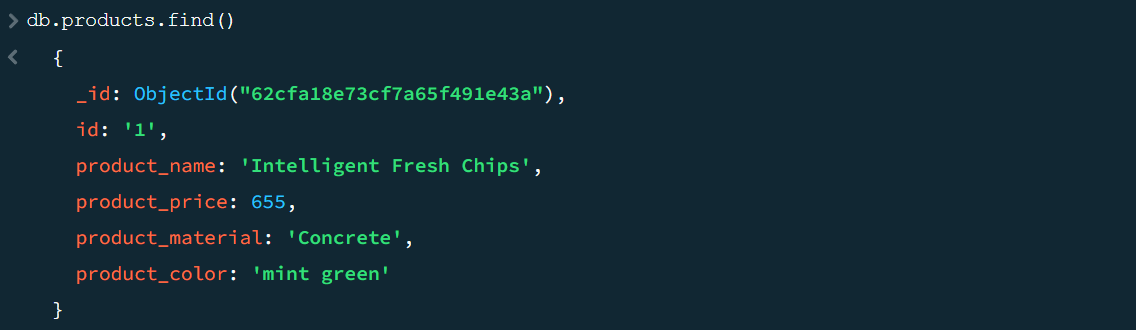 > db.products.find()
< {
_id: ObjectId("62cfa18e73cf7a65f491e43a"),
id: '1',
product_name: 'Intelligent Fresh Chips',
product_price: 655,
product_material: 'Concrete',
product_color: 'mint green'
}